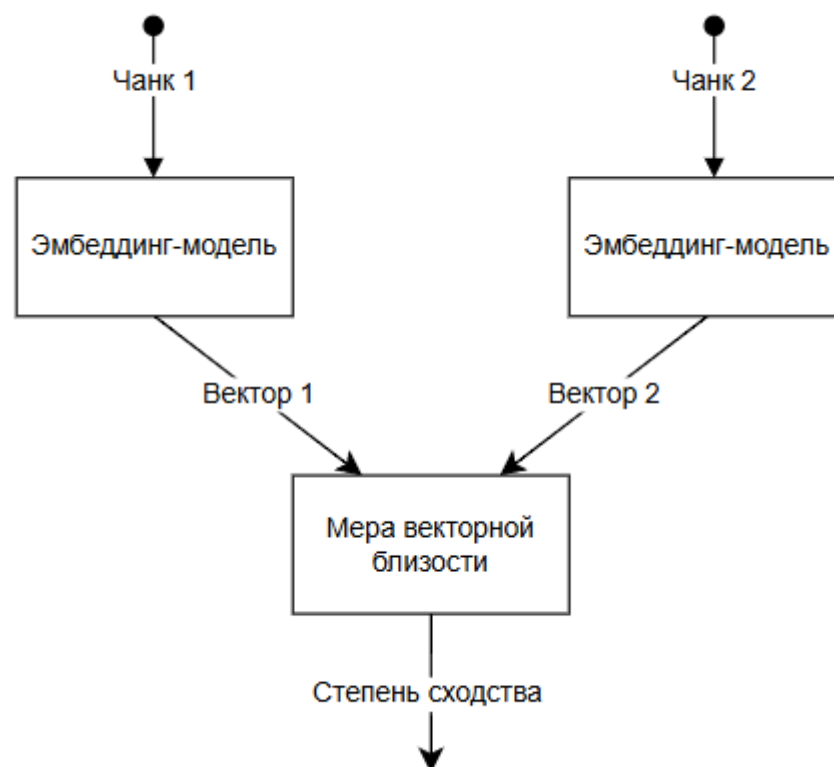 Чанк 1
Чанк 2
Эмбеддинг-модель
Эмбеддинг-модель
Вектор 1
Вектор 2
Мера векторной
близости
Степень сходства